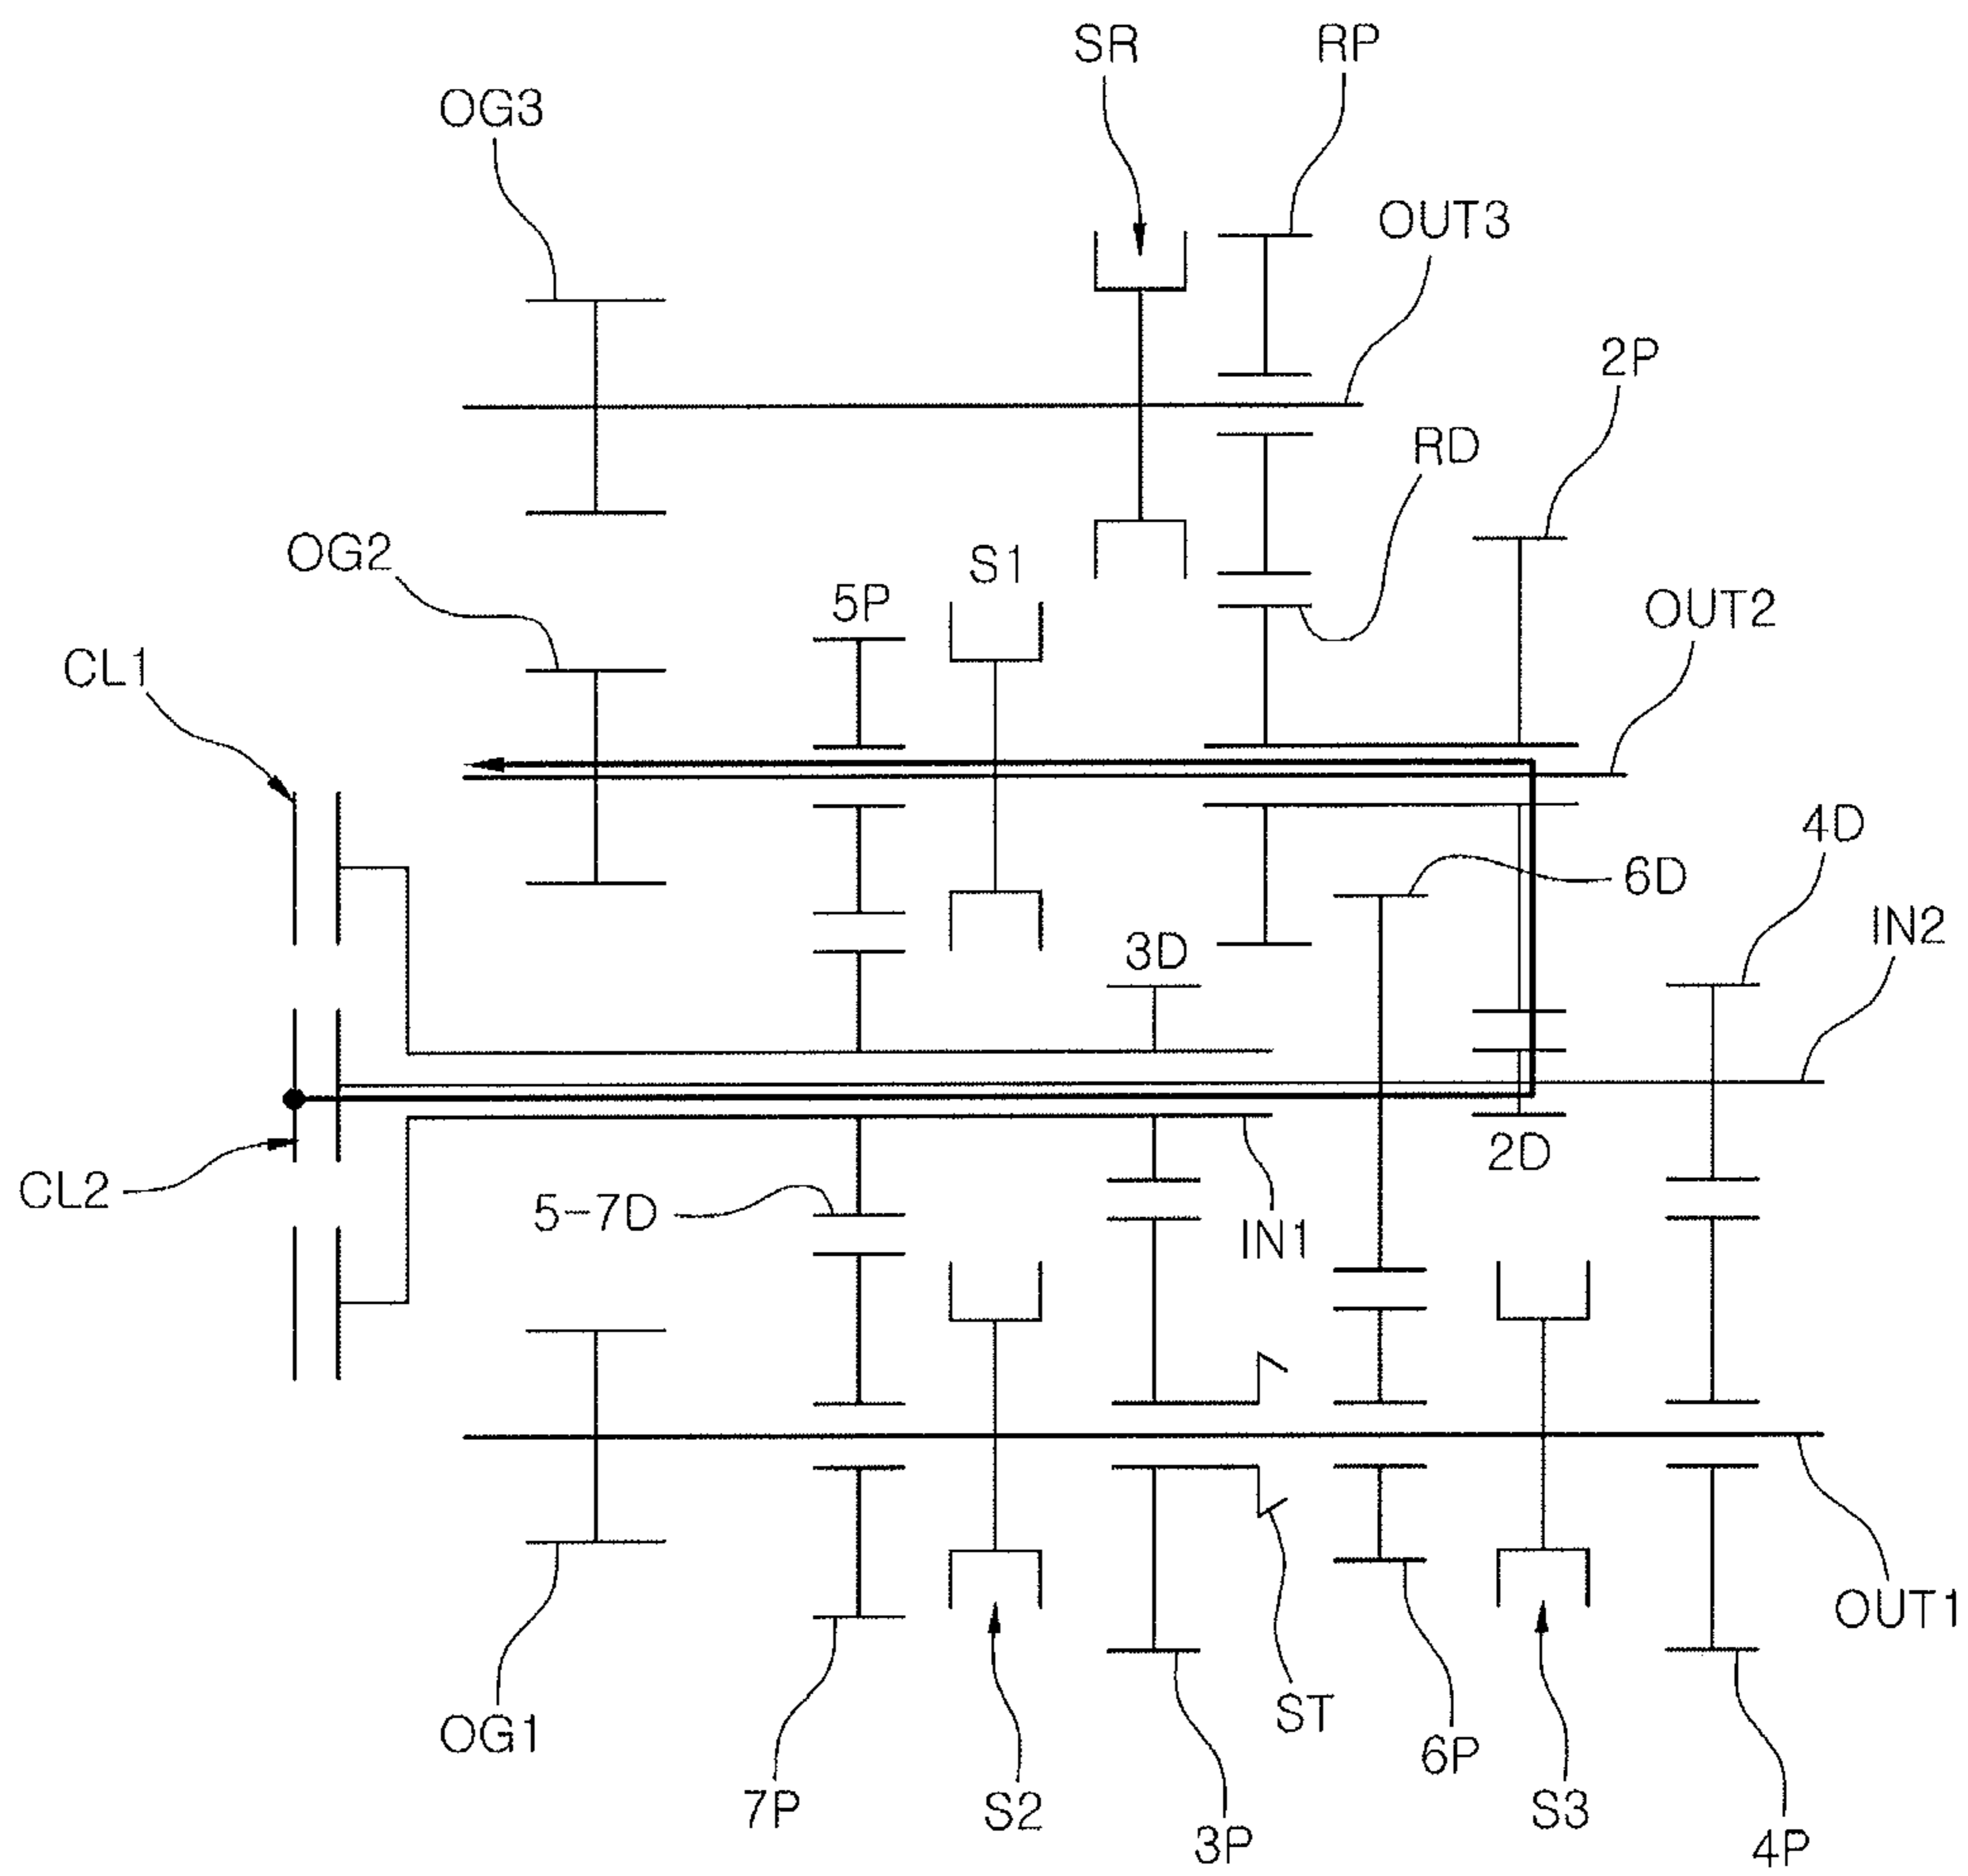 SR
RP
OG3
OUT3
2P
RD
OG2
S1
5P
OUT2
CL1
4D
6D
IN2
3D
2D
CL2
5-7D
IN1
OUT1
ST
OG1
6P
7P
S2
S3
3P
4P